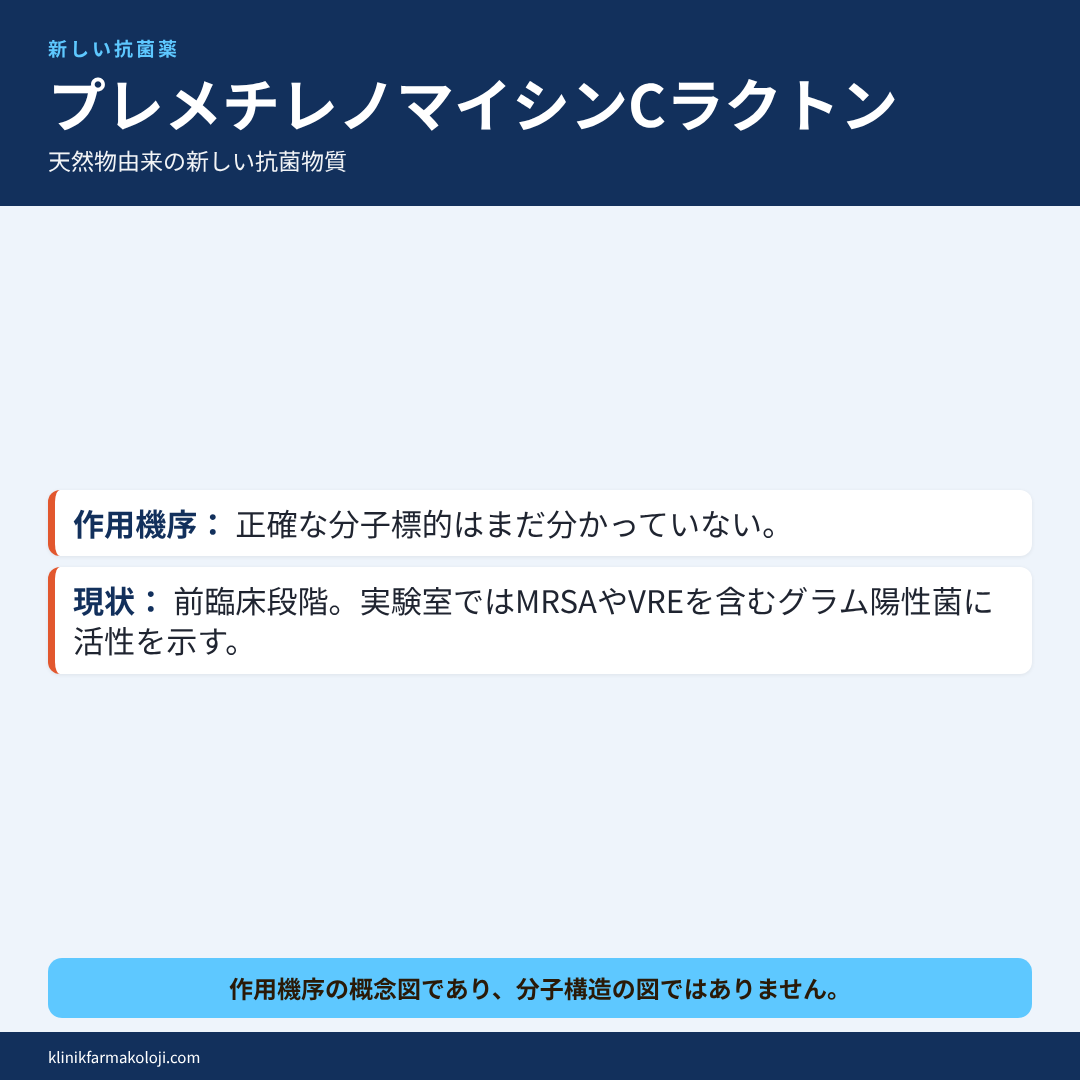 新しい抗菌薬
プレメチレノマイシンCラクトン
天然物由来の新しい抗菌物質
作用機序： 正確な分子標的はまだ分かっていない。
現状： 前臨床段階。実験室ではMRSAやVREを含むグラム陽性菌に
活性を示す。
作用機序の概念図であり、分子構造の図ではありません。
klinikfarmakoloji.com